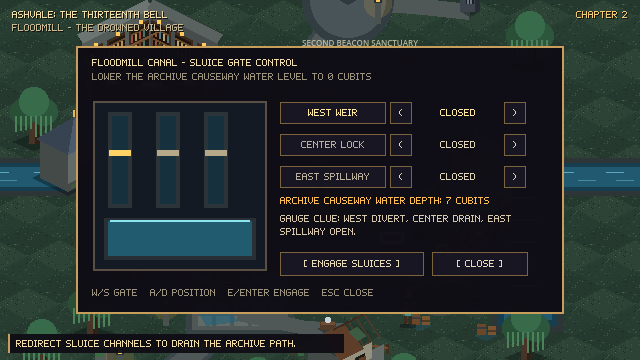 ASHVALE: THE THIRTEENTH BELL
CHAPTER 2
FLOODMILL - THE DROWNED VILLAGE
SECOND BEACON SANCTUARY
FLOODMILL CANAL - SLUICE GATE CONTROL
LOWER THE ARCHIVE CAUSEWAY WATER LEVEL TO 0 CUBITS
WEST WEIR < CLOSED >
CENTER LOCK < CLOSED >
EAST SPILLWAY < CLOSED >
ARCHIVE CAUSEWAY WATER DEPTH: 7 CUBITS
GAUGE CLUE: WEST DIVERT, CENTER DRAIN, EAST
SPILLWAY OPEN.
[ ENGAGE SLUICES ] [ CLOSE ]
W/S GATE A/D POSITION E/ENTER ENGAGE ESC CLOSE
REDIRECT SLUICE CHANNELS TO DRAIN THE ARCHIVE PATH.